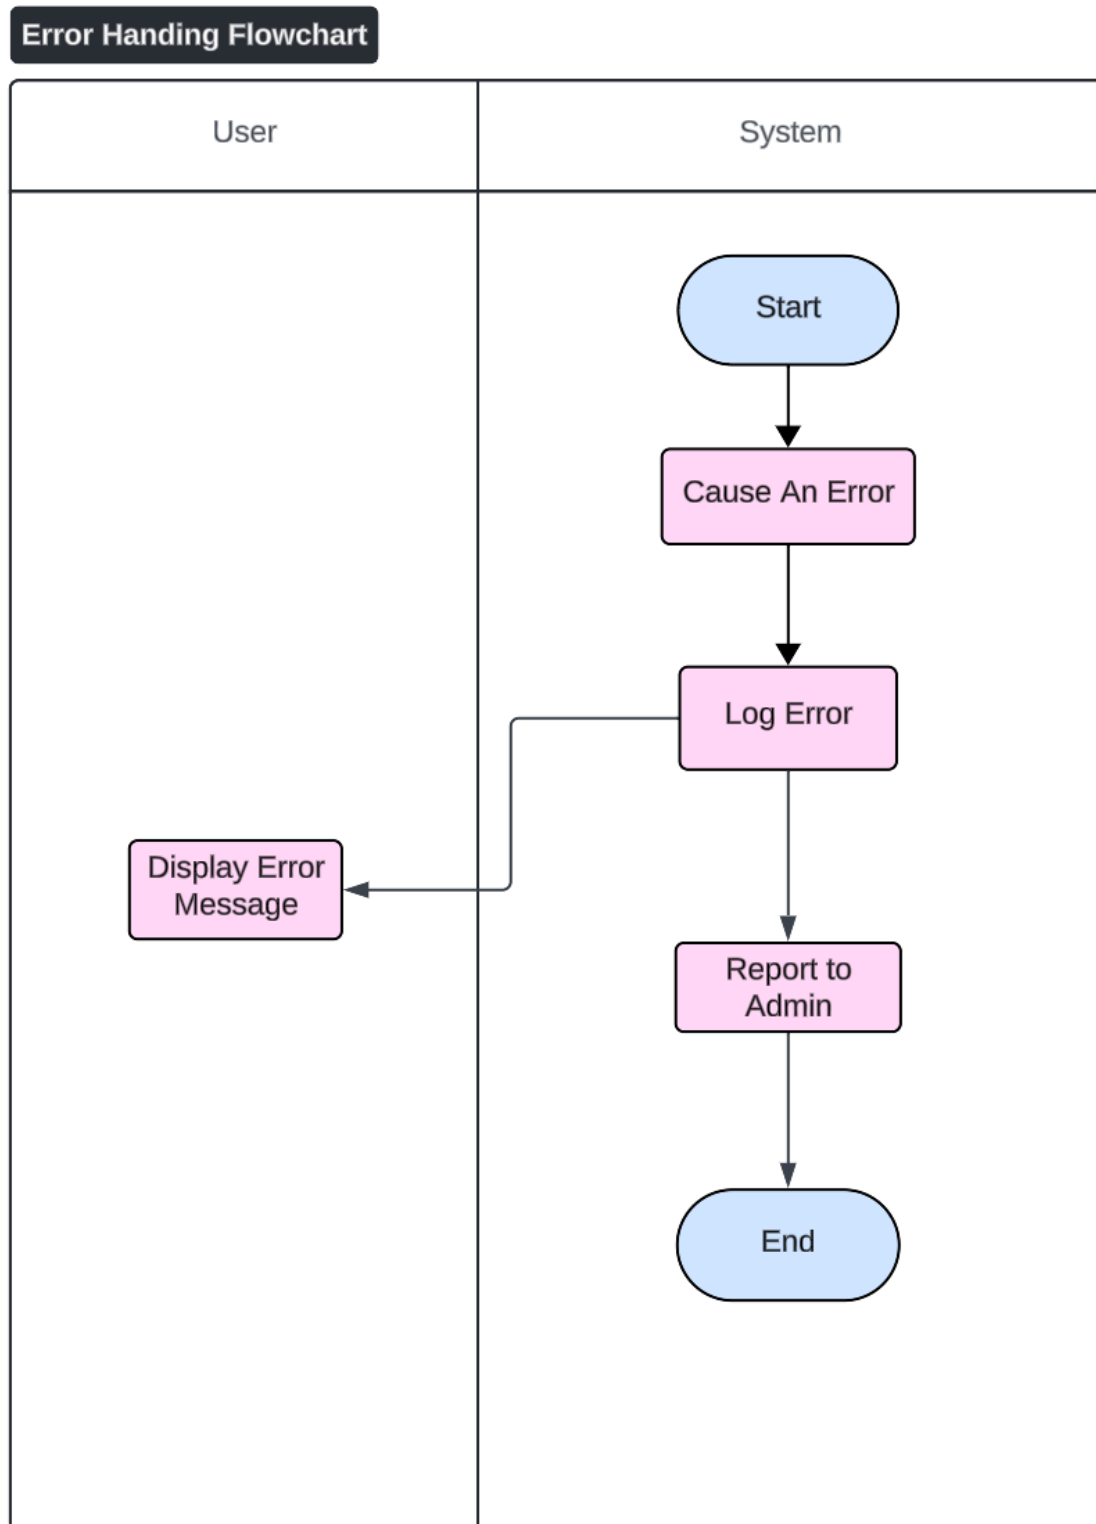 Error Handing Flowchart
User
System
Start
Cause An Error
Log Error
Display Error
Message
Report to
Admin
End